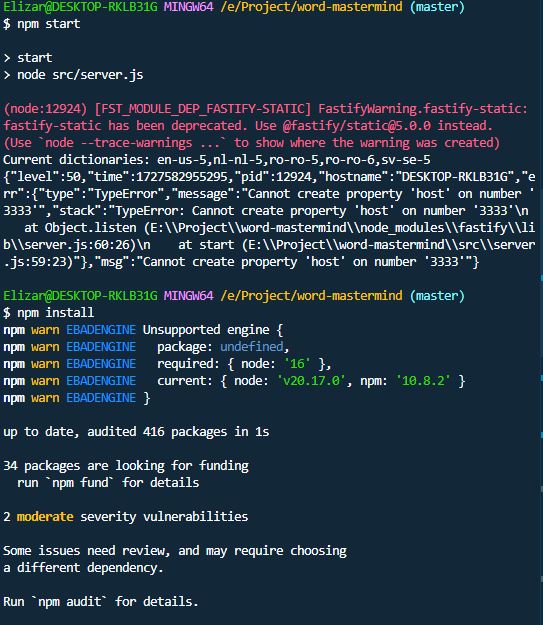 Elizar@DESKTOP-RKLB31G MINGW64 /e/Project/word-mastermind (master)
$ npm start
> start
> node src/server.js
(node:12924) [FST_MODULE_DEP_FASTIFY-STATIC] FastifyWarning.fastify-static:
fastify-static has been deprecated. Use @fastify/static@5.0.0 instead.
(Use `node --trace-warnings ...` to show where the warning was created)
Current dictionaries: en-us-5,nl-nl-5,ro-ro-5,ro-ro-6,sv-se-5
{"level":50,"time":1727582955295,"pid":12924,"hostname":"DESKTOP-RKLB31G","e
rr":{"type":"TypeError","message":"Cannot create property 'host' on number '
3333'","stack":"TypeError: Cannot create property 'host' on number '3333'\n
   at Object.listen (E:\\Project\\word-mastermind\\node_modules\\fastify\\li
b\\server.js:60:26)\n    at start (E:\\Project\\word-mastermind\\src\\server
.js:59:23)"},"msg":"Cannot create property 'host' on number '3333'"}
Elizar@DESKTOP-RKLB31G MINGW64 /e/Project/word-mastermind (master)
$ npm install
npm warn EBADENGINE Unsupported engine {
npm warn EBADENGINE   package: undefined,
npm warn EBADENGINE   required: { node: '16' },
npm warn EBADENGINE   current: { node: 'v20.17.0', npm: '10.8.2' }
npm warn EBADENGINE }
up to date, audited 416 packages in 1s
34 packages are looking for funding
  run `npm fund` for details
2 moderate severity vulnerabilities
Some issues need review, and may require choosing
a different dependency.
Run `npm audit` for details.